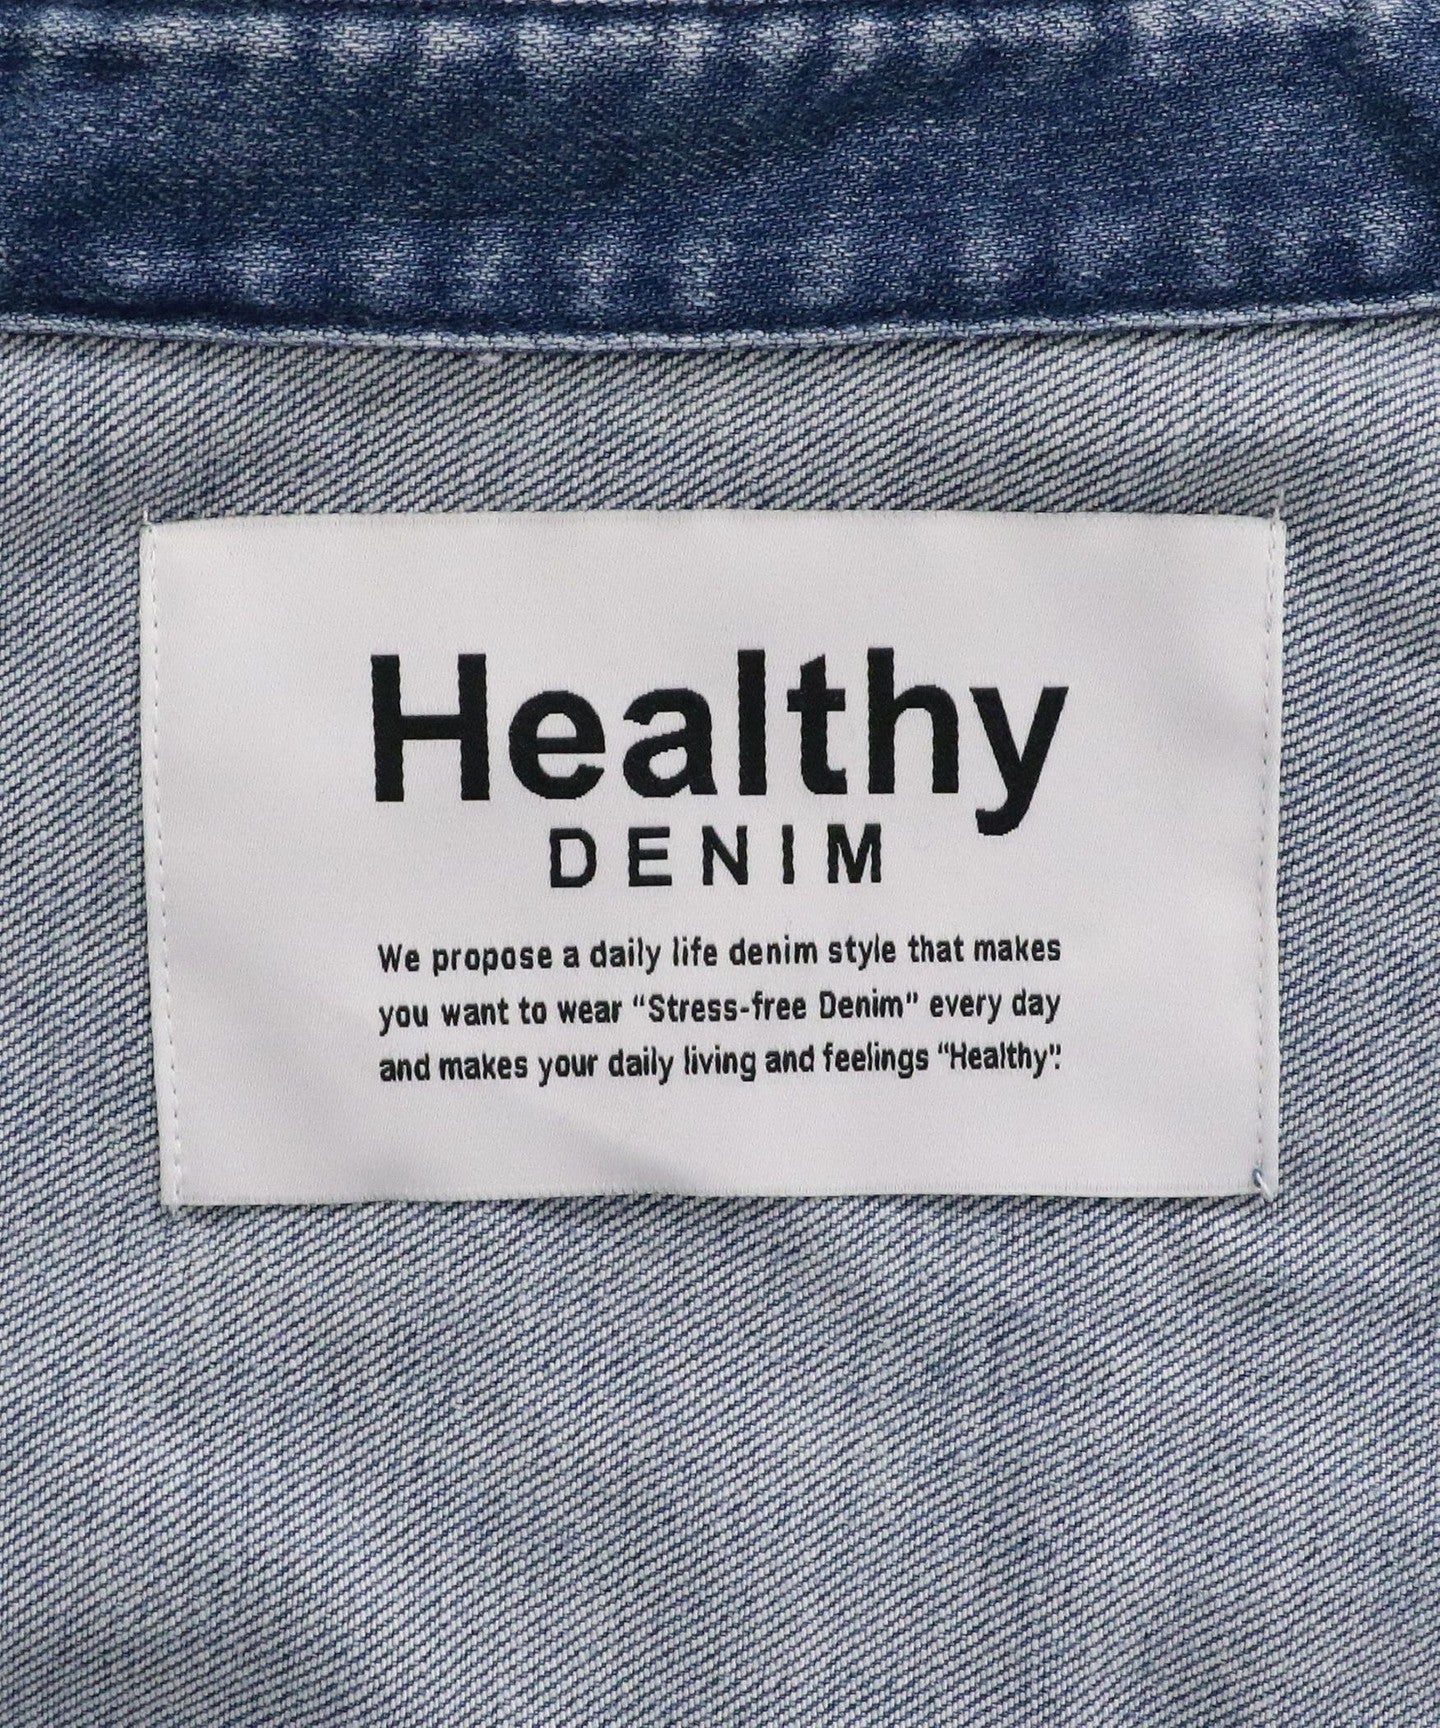 Healthy
DENIM
We propose a daily life denim style that makes
you want to wear “Stress-free Denim” every day
and makes your daily living and feelings “Healthy”.